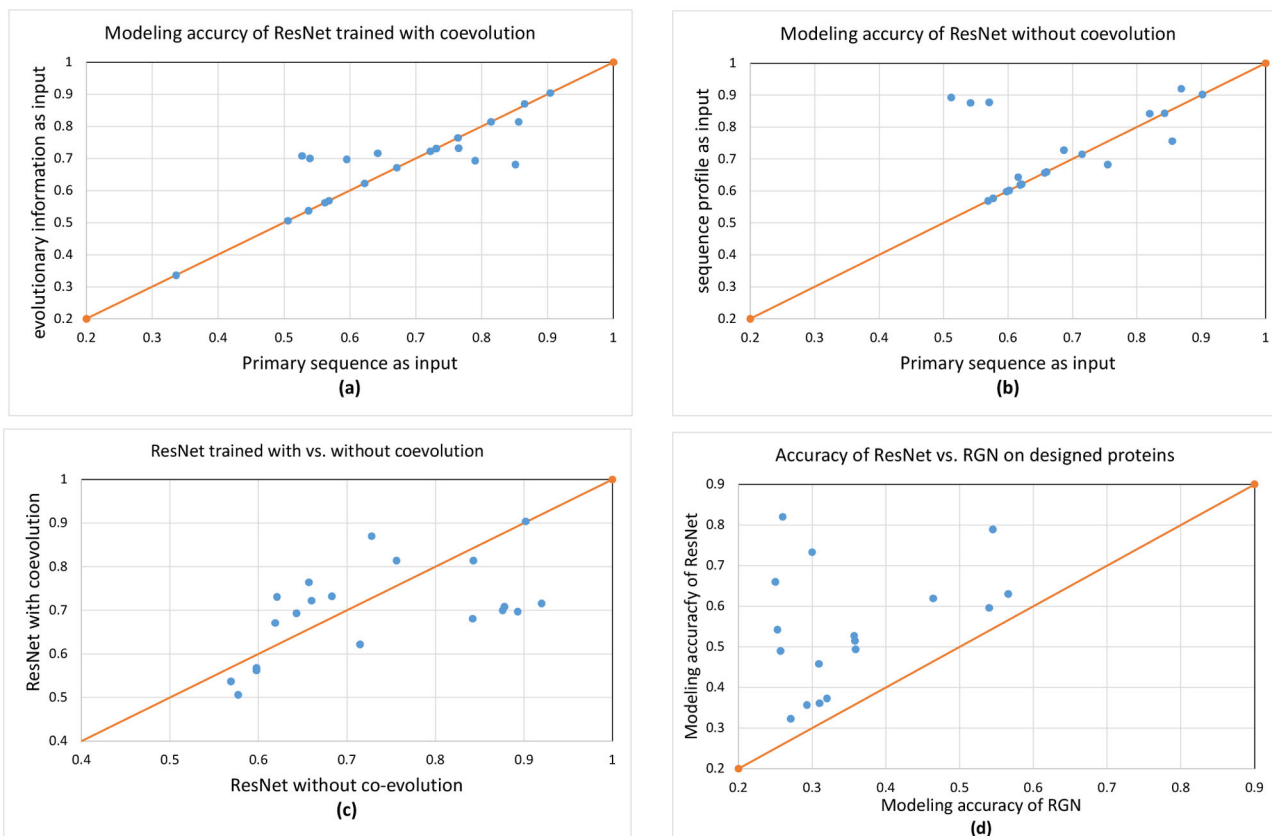 Modeling accurcy of ResNet trained with coevolution
evolutionary information as input
1
0.9
0.8
0.7
0.6
0.5
0.4
0.3
0.2
0.2 0.3 0.4 0.5 0.6 0.7 0.8 0.9 1
Primary sequence as input
(a)
Modeling accurcy of ResNet without coevolution
sequence profile as input
1
0.9
0.8
0.7
0.6
0.5
0.4
0.3
0.2
0.2 0.3 0.4 0.5 0.6 0.7 0.8 0.9 1
Primary sequence as input
(b)
ResNet trained with vs. without coevolution
ResNet with coevolution
1
0.9
0.8
0.7
0.6
0.5
0.4
0.4 0.5 0.6 0.7 0.8 0.9 1
ResNet without co-evolution
(c)
Accuracy of ResNet vs. RGN on designed proteins
Modeling accuracfy of ResNet
0.9
0.8
0.7
0.6
0.5
0.4
0.3
0.2
0.2 0.3 0.4 0.5 0.6 0.7 0.8 0.9
Modeling accuracy of RGN
(d)